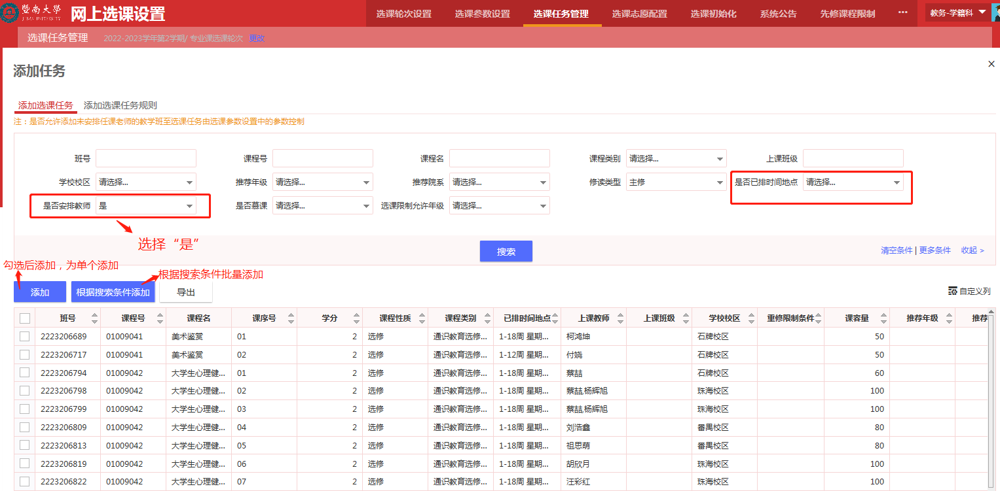 暨南大學 网上选课设置 选课轮次设置 选课参数设置 选课任务管理 选课志愿配置 选课初始化 系统公告 先修课程限制 ··· 教务-学籍科
JINAN UNIVERSITY
选课任务管理 2022-2023学年第2学期/ 专业课选课轮次 更改
添加任务 ×
添加选课任务 添加选课任务规则
注：是否允许添加未安排任课老师的教学班至选课任务由选课参数设置中的参数控制
班号 课程号 课程名 课程类别 请选择... 上课班级
学校校区 请选择... 推荐年级 请选择... 推荐院系 请选择... 修读类型 主修 是否已排时间地点 请选择...
是否安排教师 是 是否慕课 请选择... 选课限制允许年级 请选择...
选择“是”
搜索 清空条件 | 更多条件 收起 >
勾选后添加，为单个添加
根据搜索条件批量添加
添加 根据搜索条件添加 导出 自定义列
班号 课程号 课程名 课序号 学分 课程性质 课程类别 已排时间地点 上课教师 上课班级 学校校区 重修限制条件 课容量 推荐年级 推荐
2223206689 01009041 美术鉴赏 01 2 选修 通识教育选修... 1-18周 星期... 柯鸿坤 石牌校区 50
2223206717 01009041 美术鉴赏 02 2 选修 通识教育选修... 1-12周 星期... 付娆 石牌校区 50
2223206794 01009042 大学生心理健... 01 2 选修 通识教育选修... 1-18周 星期... 蔡喆 石牌校区 60
2223206798 01009042 大学生心理健... 02 2 选修 通识教育选修... 1-18周 星期... 蔡喆,杨辉旭 珠海校区 100
2223206799 01009042 大学生心理健... 03 2 选修 通识教育选修... 1-18周 星期... 蔡喆,杨辉旭 珠海校区 100
2223206809 01009042 大学生心理健... 04 2 选修 通识教育选修... 1-18周 星期... 刘浩鑫 番禺校区 80
2223206813 01009042 大学生心理健... 05 2 选修 通识教育选修... 1-18周 星期... 祖思萌 番禺校区 80
2223206819 01009042 大学生心理健... 06 2 选修 通识教育选修... 1-18周 星期... 胡欣月 珠海校区 100
2223206822 01009042 大学生心理健... 07 2 选修 通识教育选修... 1-18周 星期... 汪彩红 珠海校区 100